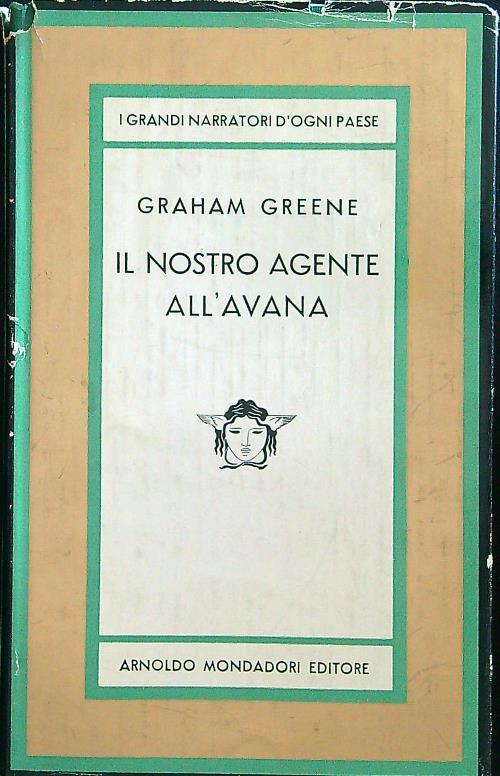 I GRANDI NARRATORI D'OGNI PAESE
GRAHAM GREENE
IL NOSTRO AGENTE
ALL'AVANA
ARNOLDO MONDADORI EDITORE